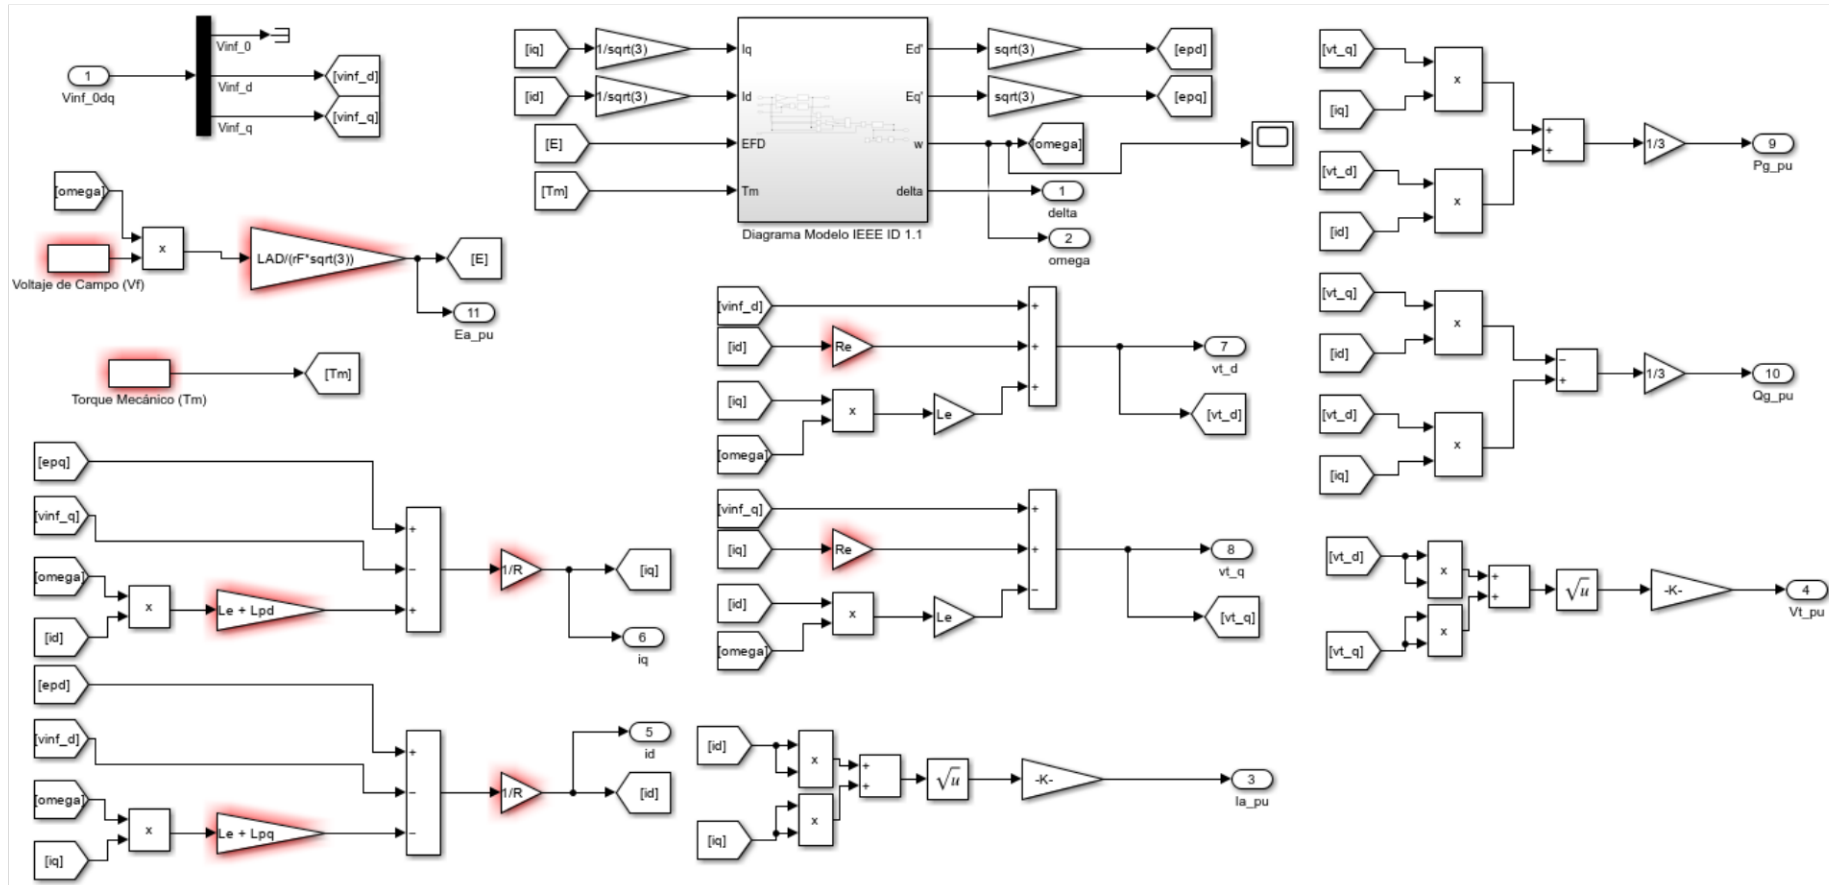 1
Vinf_0dq
Vinf_0
Vinf_d
Vinf_q
[vinf_d]
[vinf_q]
[omega]
x
Voltaje de Campo (Vf)
LAD/(rF*sqrt(3))
[E]
11
Ea_pu
Torque Mecánico (Tm)
[Tm]
[iq]
1/sqrt(3)
[id]
1/sqrt(3)
[E]
[Tm]
Iq
Id
EFD
Tm
Ed'
Eq'
w
delta
Diagrama Modelo IEEE ID 1.1
sqrt(3)
[epd]
sqrt(3)
[epq]
[omega]
1
delta
2
omega
[vt_q]
[iq]
x
[vt_d]
[id]
x
+
+
1/3
9
Pg_pu
[vt_q]
[id]
x
[vt_d]
[iq]
x
−
+
1/3
10
Qg_pu
[vinf_d]
[id]
Re
[iq]
[omega]
x
Le
+
+
+
7
vt_d
[vt_d]
[vinf_q]
[iq]
Re
[id]
[omega]
x
Le
+
+
−
8
vt_q
[vt_q]
[epq]
[vinf_q]
[omega]
[id]
x
Le + Lpd
+
−
+
1/R
[iq]
6
iq
[epd]
[vinf_d]
[omega]
[iq]
x
Le + Lpq
+
−
−
1/R
5
id
[id]
[id]
x
[iq]
x
+
+
√u
-K-
3
Ia_pu
[vt_d]
x
[vt_q]
x
+
+
√u
-K-
4
Vt_pu